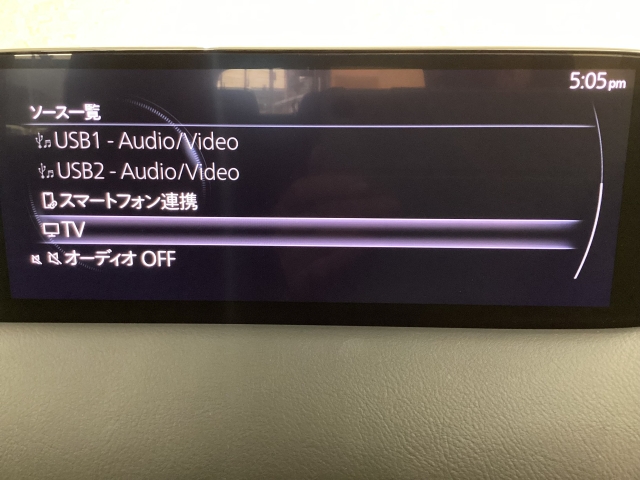 5:05pm
ソース一覧
USB1 - Audio/Video
USB2 - Audio/Video
スマートフォン連携
TV
オーディオ OFF